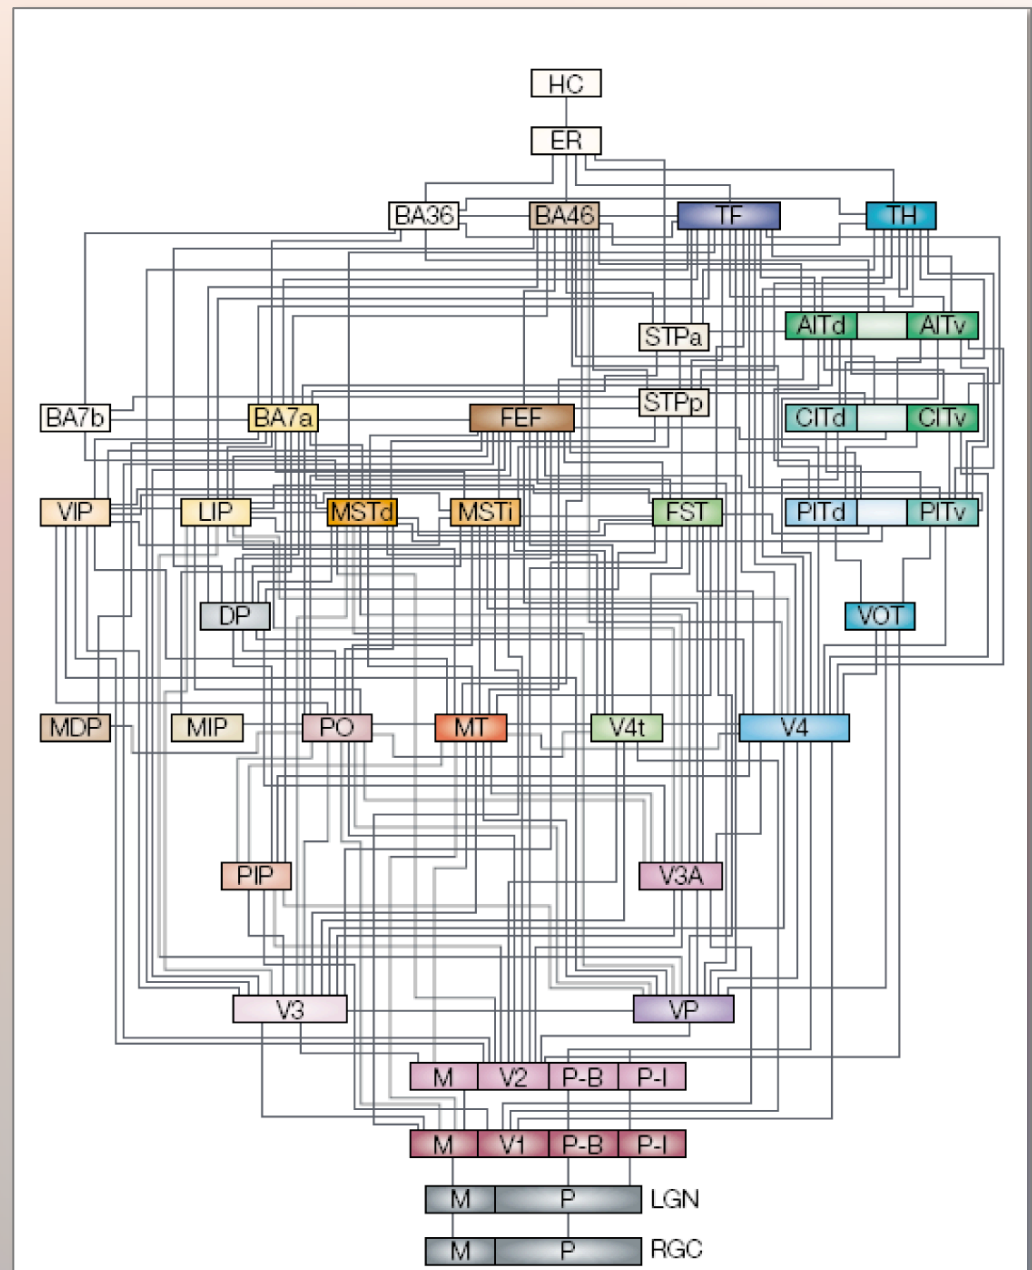 HC
ER
BA36 BA46 TF TH
AITd AITv
STPa
STPp
BA7b BA7a FEF CITd CITv
VIP LIP MSTd MSTi FST PITd PITv
DP VOT
MDP MIP PO MT V4t V4
PIP V3A
V3 VP
M V2 P-B P-I
M V1 P-B P-I
M P LGN
M P RGC